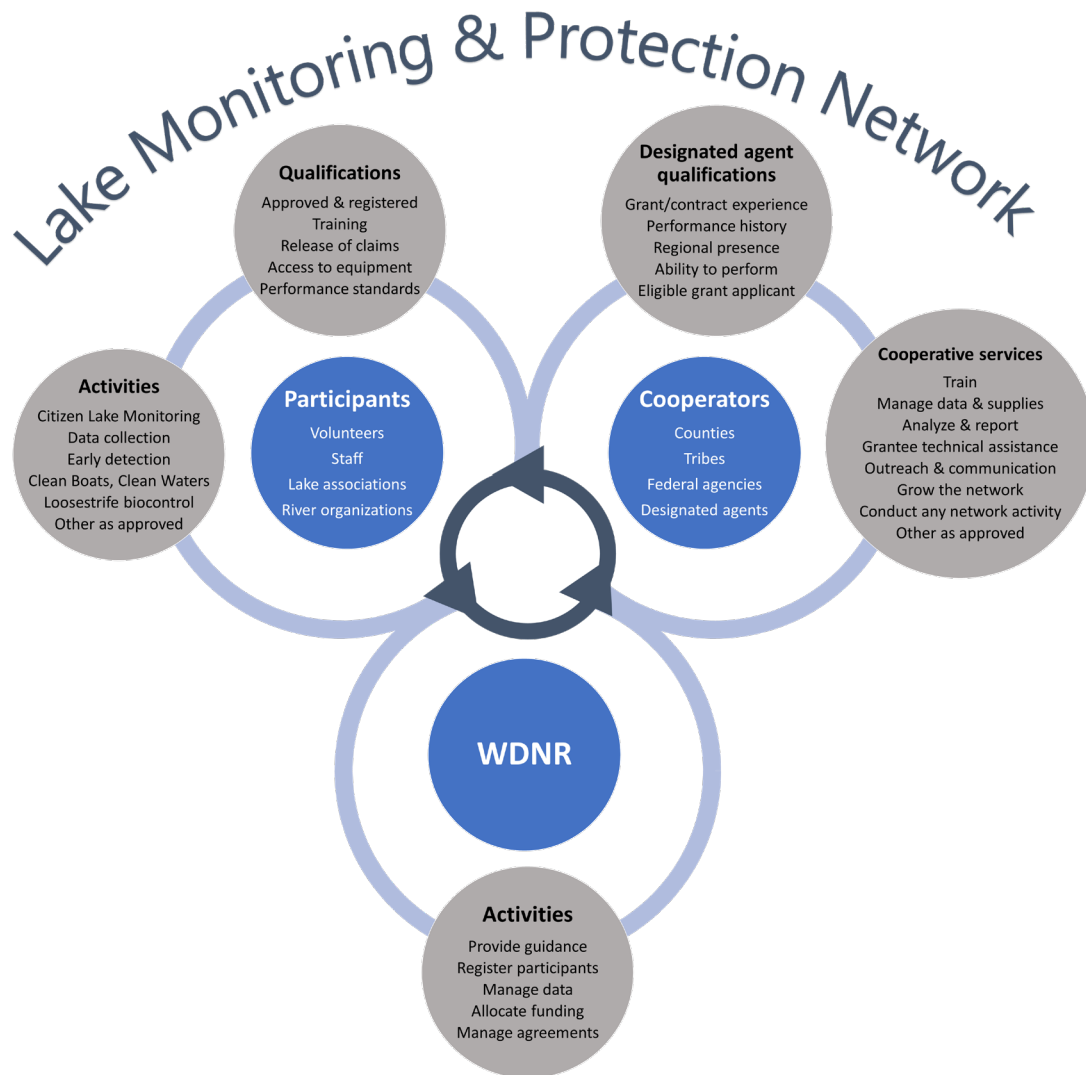 Lake Monitoring & Protection Network
Qualifications
Approved & registered
Training
Release of claims
Access to equipment
Performance standards
Designated agent
qualifications
Grant/contract experience
Performance history
Regional presence
Ability to perform
Eligible grant applicant
Activities
Citizen Lake Monitoring
Data collection
Early detection
Clean Boats, Clean Waters
Loosestrife biocontrol
Other as approved
Participants
Volunteers
Staff
Lake associations
River organizations
Cooperators
Counties
Tribes
Federal agencies
Designated agents
Cooperative services
Train
Manage data & supplies
Analyze & report
Grantee technical assistance
Outreach & communication
Grow the network
Conduct any network activity
Other as approved
WDNR
Activities
Provide guidance
Register participants
Manage data
Allocate funding
Manage agreements